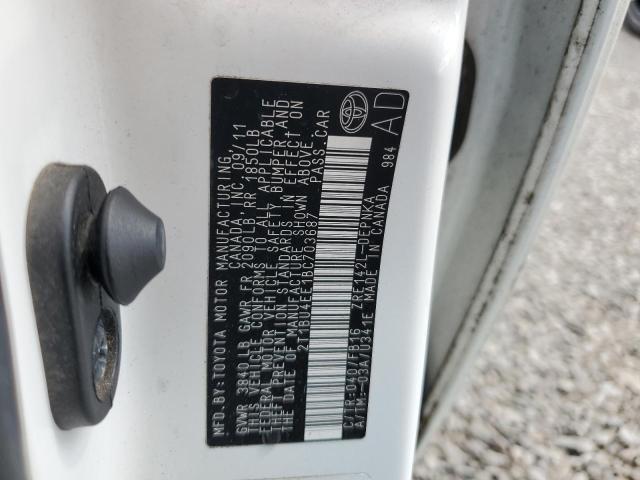 MFD.BY:TOYOTA MOTOR MANUFACTURING
CANADA, INC. 09/11
GVWR 3840 LB GAWR FR 2090LB RR 1850LB
THIS VEHICLE CONFORMS TO ALL APPLICABLE
FEDERAL MOTOR VEHICLE SAFETY, BUMPER AND
THEFT PREVENTION STANDARDS IN EFFECT ON
THE DATE OF MANUFACTURE SHOWN ABOVE.
2T1BU4EE1BC703687 PASS.CAR
C/TR:040/FB16 ZRE142L-DEPNKA
A/TM:-03A/U341E MADE IN CANADA 984
AD